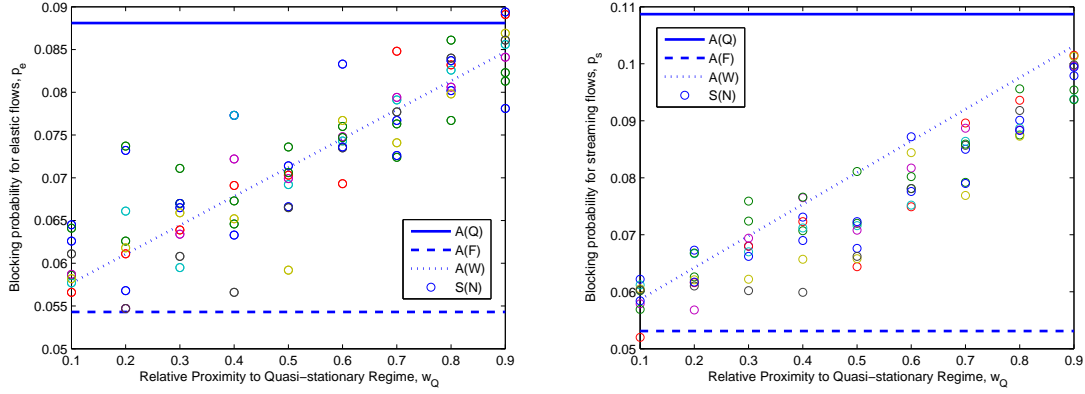 0.09
0.085
0.08
0.075
0.07
0.065
0.06
0.055
0.05
Blocking probability for elastic flows, p_e
0.1 0.2 0.3 0.4 0.5 0.6 0.7 0.8 0.9
Relative Proximity to Quasi−stationary Regime, w_Q
A(Q)
A(F)
A(W)
S(N)
0.11
0.1
0.09
0.08
0.07
0.06
0.05
Blocking probability for streaming flows, p_s
0.1 0.2 0.3 0.4 0.5 0.6 0.7 0.8 0.9
Relative Proximity to Quasi−stationary Regime, w_Q
A(Q)
A(F)
A(W)
S(N)